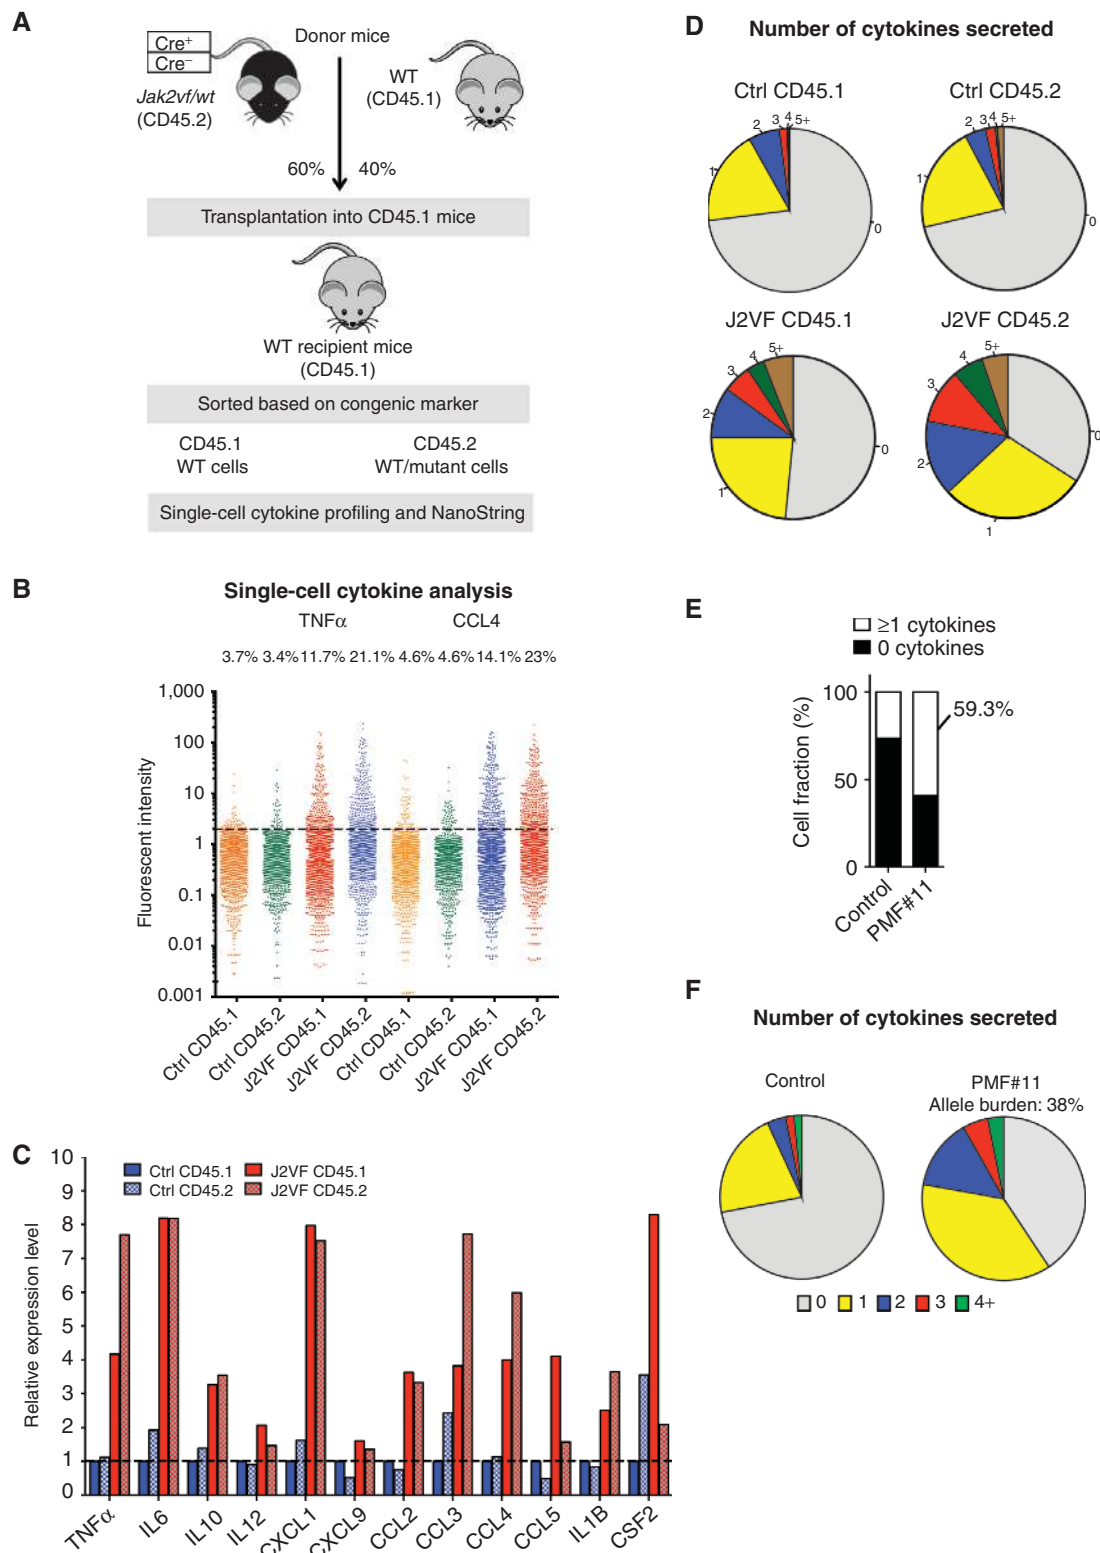 A
Cre+
Cre−
Jak2vf/wt
(CD45.2)
Donor mice
WT
(CD45.1)
60% 40%
Transplantation into CD45.1 mice
WT recipient mice
(CD45.1)
Sorted based on congenic marker
CD45.1
WT cells
CD45.2
WT/mutant cells
Single-cell cytokine profiling and NanoString
B
Single-cell cytokine analysis
TNFα CCL4
3.7% 3.4% 11.7% 21.1% 4.6% 4.6% 14.1% 23%
Fluorescent intensity
1,000
100
10
1
0.1
0.01
0.001
Ctrl CD45.1
Ctrl CD45.2
J2VF CD45.1
J2VF CD45.2
Ctrl CD45.1
Ctrl CD45.2
J2VF CD45.1
J2VF CD45.2
C
Ctrl CD45.1
Ctrl CD45.2
J2VF CD45.1
J2VF CD45.2
Relative expression level
10
9
8
7
6
5
4
3
2
1
0
TNFα
IL6
IL10
IL12
CXCL1
CXCL9
CCL2
CCL3
CCL4
CCL5
IL1B
CSF2
D
Number of cytokines secreted
Ctrl CD45.1
0
1
2
3
4
5+
Ctrl CD45.2
0
1
2
3
4
5+
J2VF CD45.1
0
1
2
3
4
5+
J2VF CD45.2
0
1
2
3
4
5+
E
≥1 cytokines
0 cytokines
Cell fraction (%)
100
50
0
59.3%
Control
PMF#11
F
Number of cytokines secreted
Control
PMF#11
Allele burden: 38%
0 1 2 3 4+